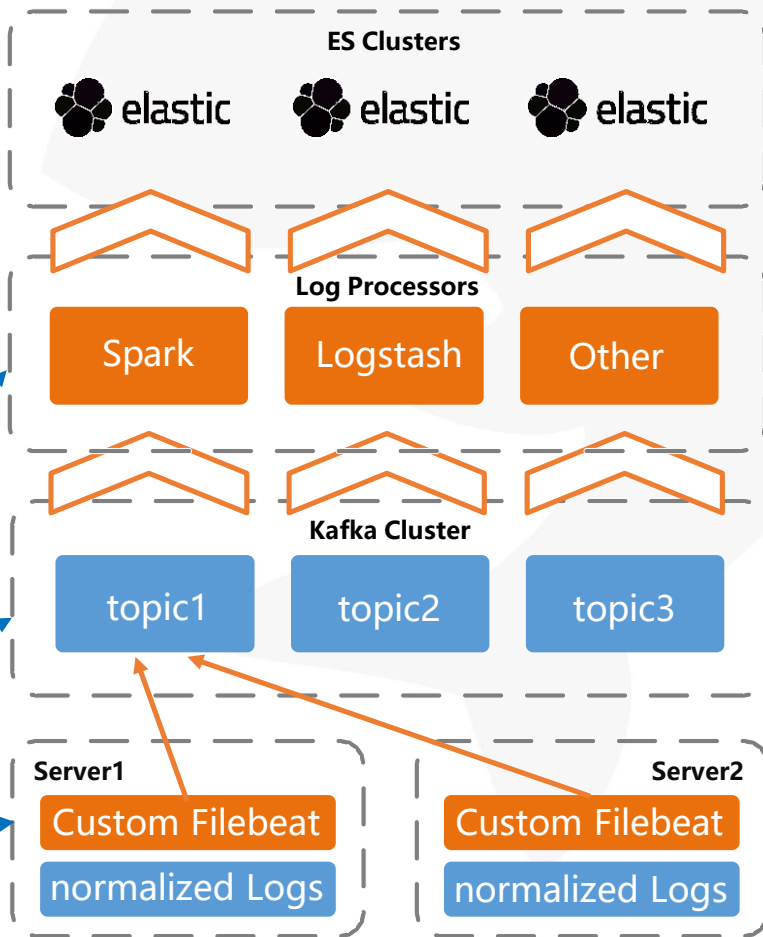 ES Clusters
elastic elastic elastic
Log Processors
Spark Logstash Other
Kafka Cluster
topic1 topic2 topic3
Server1 Server2
Custom Filebeat Custom Filebeat
normalized Logs normalized Logs